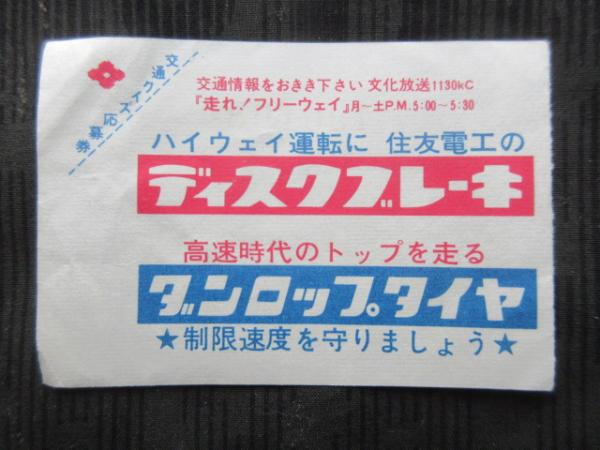 交通クイズ応募券
交通情報をおきき下さい 文化放送1130kC
『走れ!フリーウェイ』月~土P.M.5:00~5:30
ハイウェイ運転に 住友電工の
ディスクブレーキ
高速時代のトップを走る
ダンロップタイヤ
★制限速度を守りましょう★